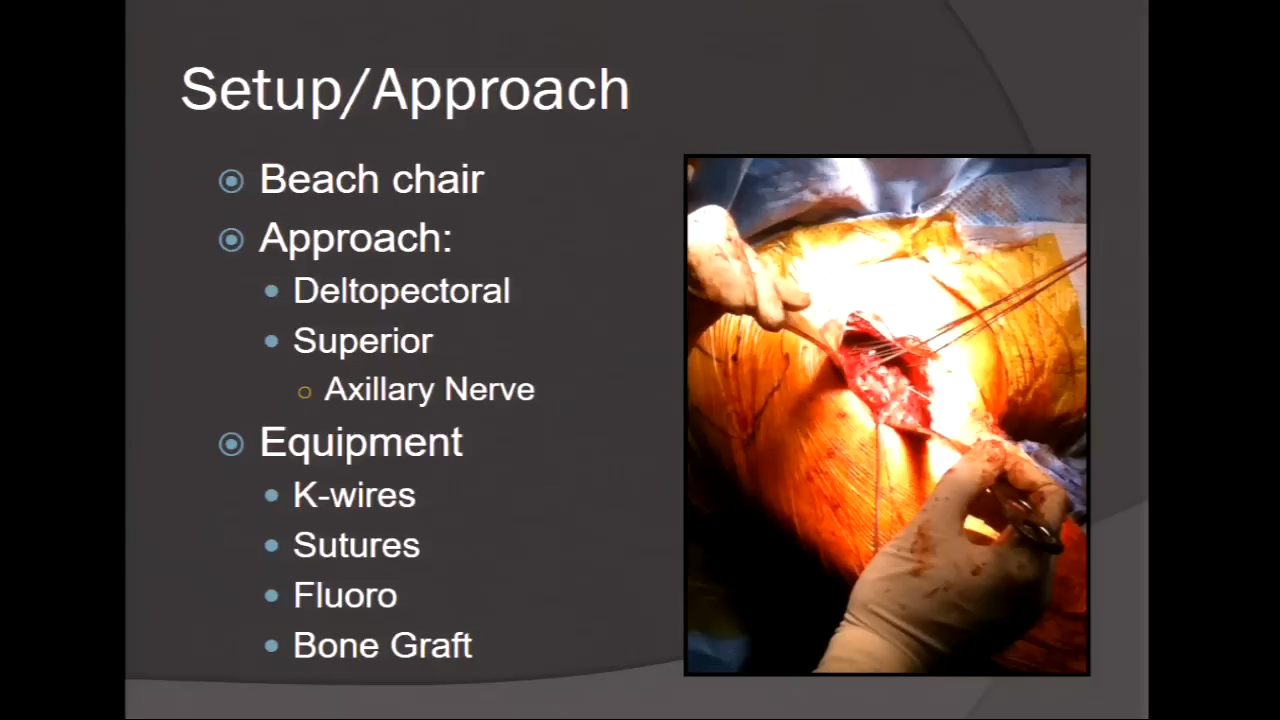 Setup/Approach
Beach chair
Approach:
Deltopectoral
Superior
Axillary Nerve
Equipment
K-wires
Sutures
Fluoro
Bone Graft